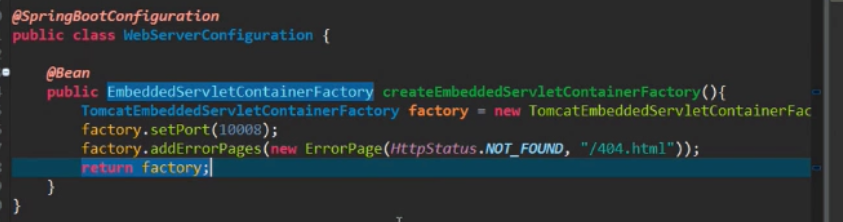 @SpringBootConfiguration
public class WebServerConfiguration {
@Bean
public EmbeddedServletContainerFactory createEmbeddedServletContainerFactory(){
TomcatEmbeddedServletContainerFactory factory = new TomcatEmbeddedServletContainerFac
factory.setPort(10008);
factory.addErrorPages(new ErrorPage(HttpStatus.NOT_FOUND, "/404.html"));
return factory;
}
}